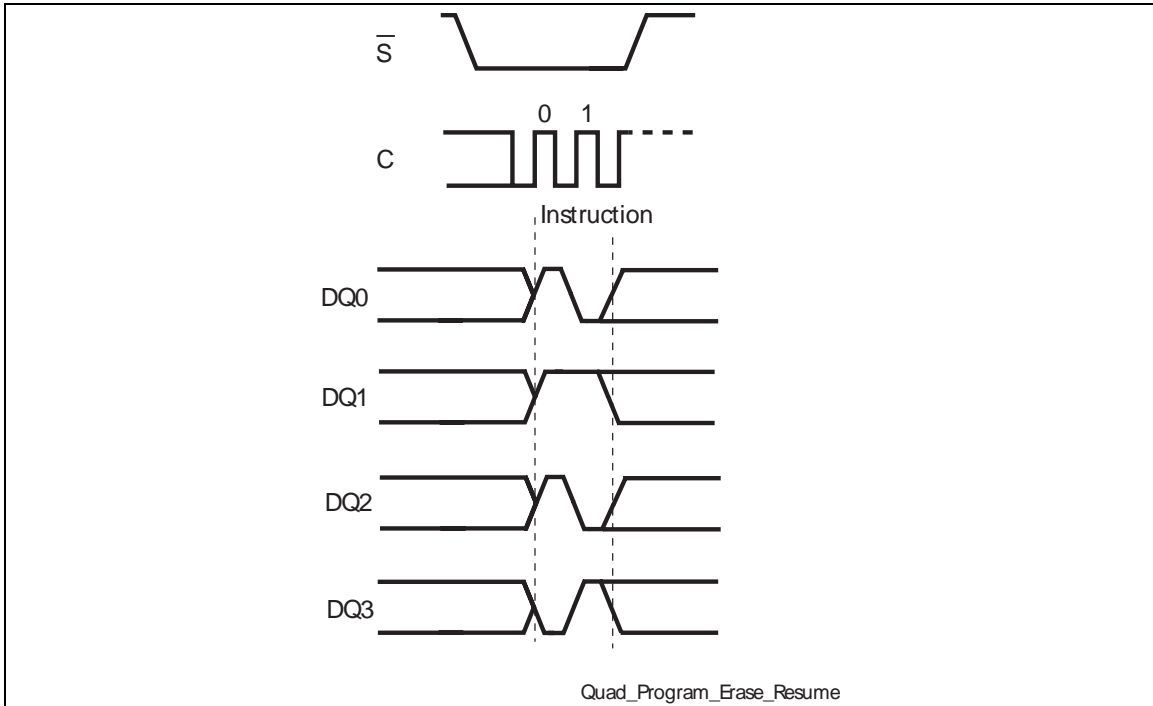 S
0 1
C
Instruction
DQ0
DQ1
DQ2
DQ3
Quad_Program_Erase_Resume